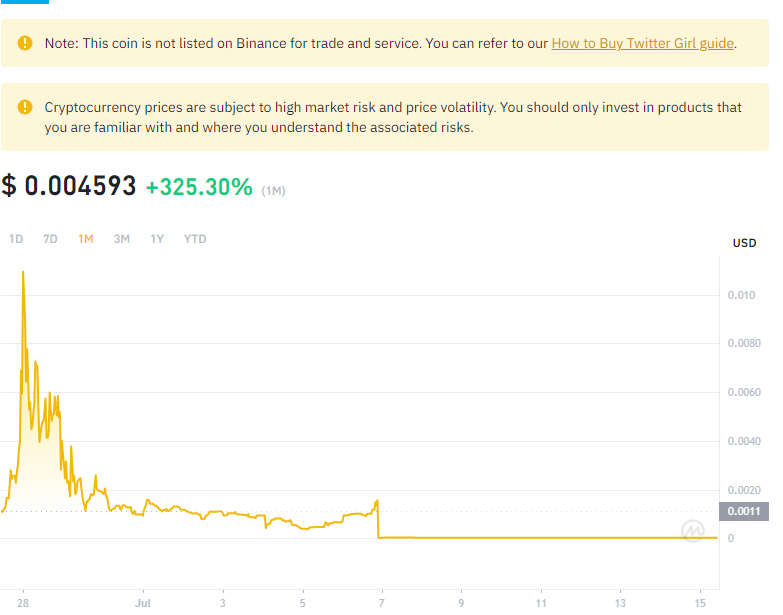 Note: This coin is not listed on Binance for trade and service. You can refer to our How to Buy Twitter Girl guide.
Cryptocurrency prices are subject to high market risk and price volatility. You should only invest in products that
you are familiar with and where you understand the associated risks.
$ 0.004593 +325.30% (1M)
1D 7D 1M 3M 1Y YTD
USD
0.010
0.0080
0.0060
0.0040
0.0020
0.0011
0
28 Jul 3 5 7 9 11 13 15